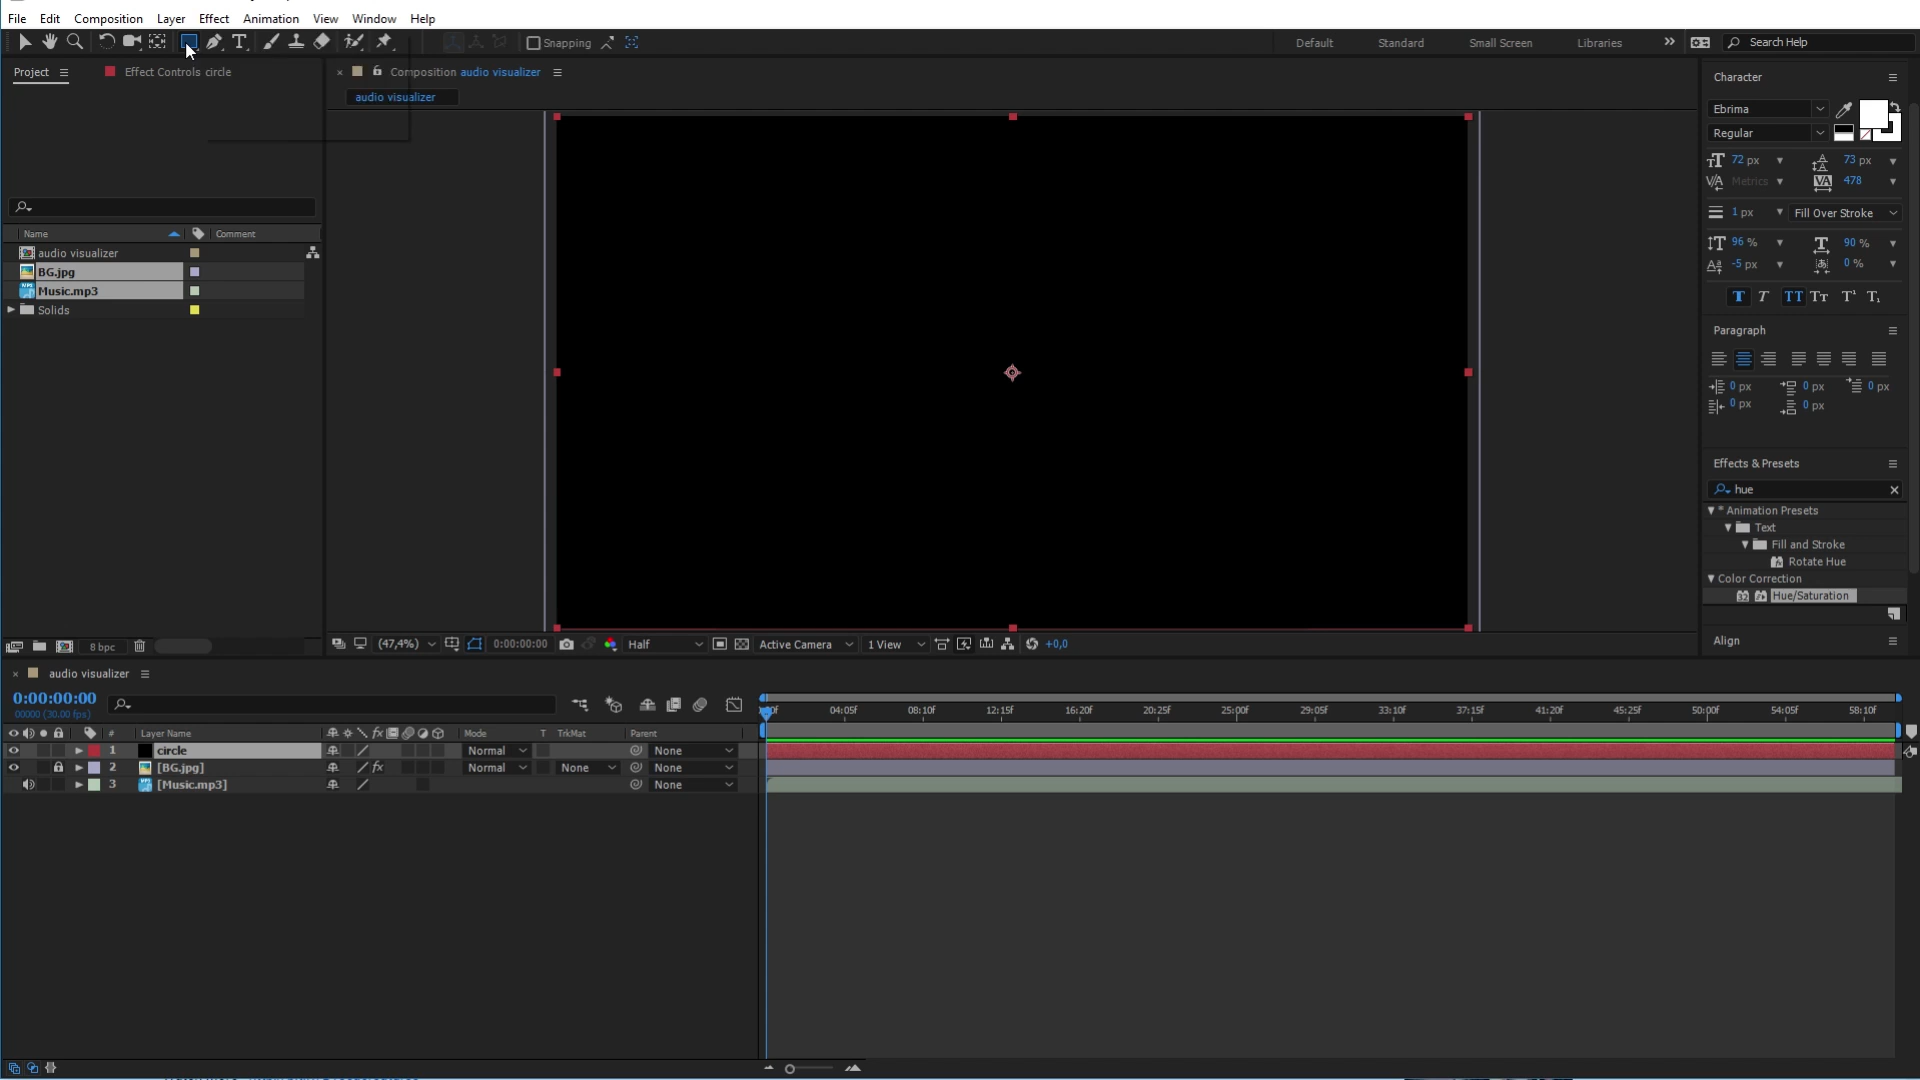 File Edit Composition Layer Effect Animation View Window Help
Snapping Default Standard Small Screen Libraries Search Help
Project Effect Controls circle Composition audio visualizer
audio visualizer
Name Comment
audio visualizer
BG.jpg
Music.mp3
Solids
8 bpc
(47,4%) 0:00:00:00 Half Active Camera 1 View +0,0
Character
Ebrima
Regular
72 px 73 px
Metrics 478
1 px Fill Over Stroke
96 % 90 %
-5 px 0 %
Paragraph
0 px 0 px 0 px
0 px 0 px
Effects & Presets
hue
* Animation Presets
Text
Fill and Stroke
Rotate Hue
Color Correction
Hue/Saturation
Align
audio visualizer
0:00:00:00
00000 (30.00 fps)
04:05f 08:10f 12:15f 16:20f 20:25f 25:00f 29:05f 33:10f 37:15f 41:20f 45:25f 50:00f 54:05f 58:10f
# Layer Name Mode T TrkMat Parent
1 circle Normal None
2 [BG.jpg] Normal None None
3 [Music.mp3] None